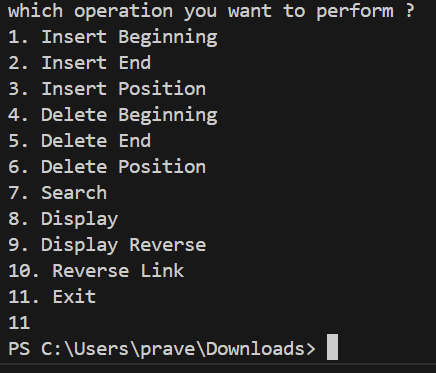 which operation you want to perform ?
1. Insert Beginning
2. Insert End
3. Insert Position
4. Delete Beginning
5. Delete End
6. Delete Position
7. Search
8. Display
9. Display Reverse
10. Reverse Link
11. Exit
11
PS C:\Users\prave\Downloads>